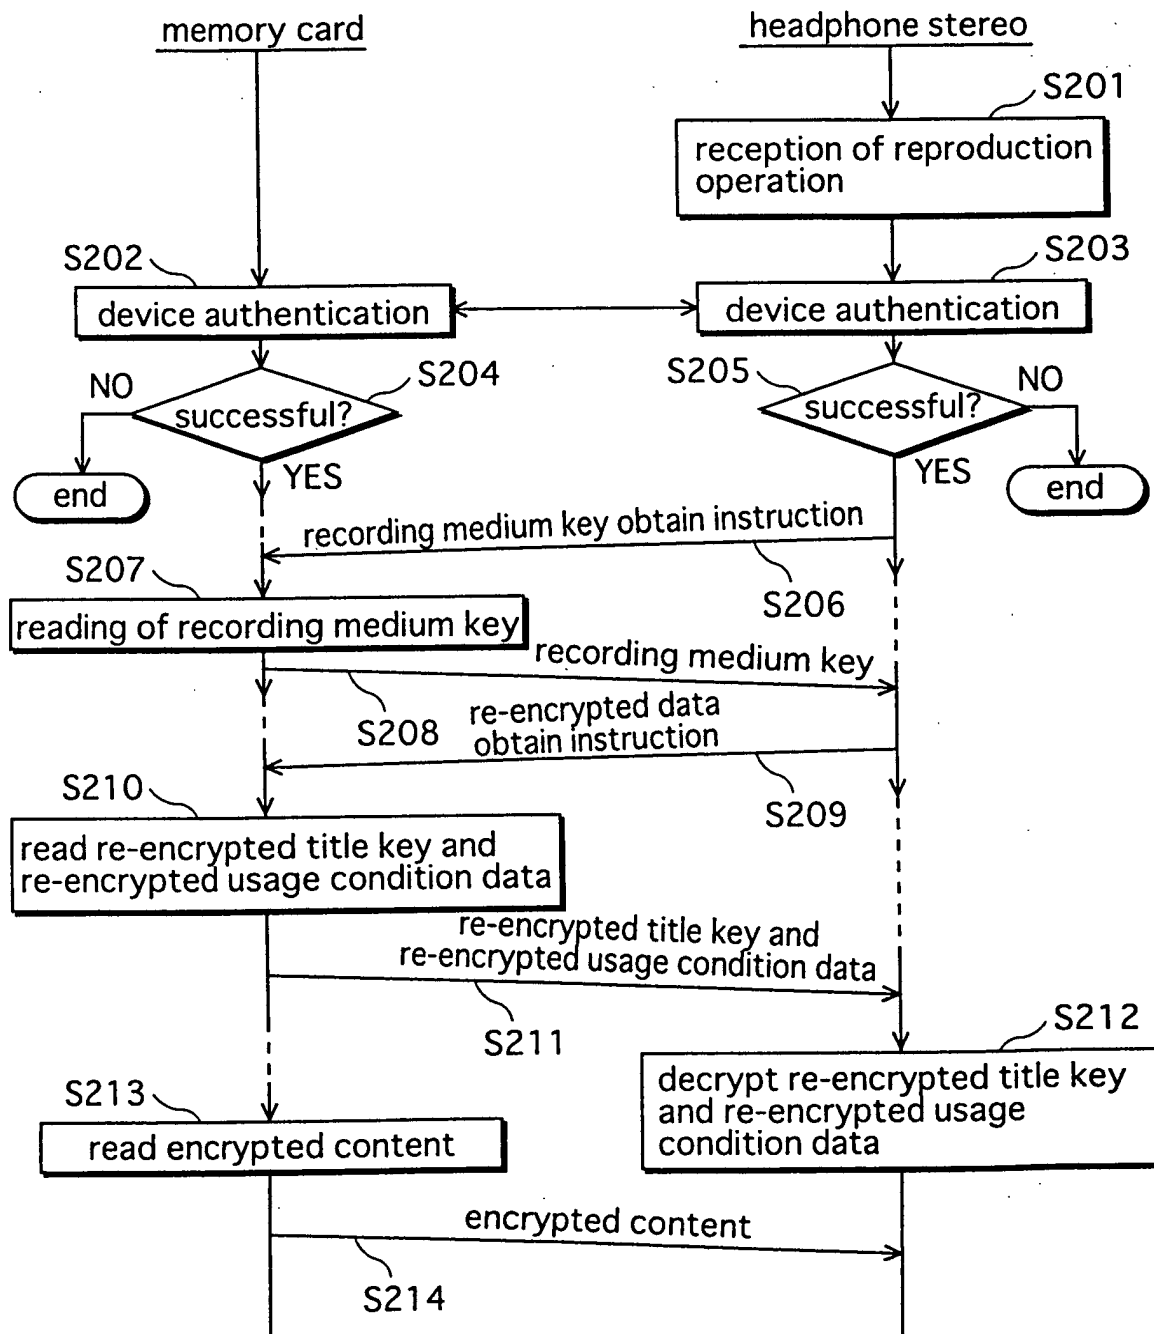 memory card
headphone stereo
S201
reception of reproduction
operation
S202
S203
device authentication
device authentication
S204
S205
NO
successful?
YES
end
NO
successful?
YES
end
recording medium key obtain instruction
S206
S207
reading of recording medium key
recording medium key
S208
re-encrypted data
obtain instruction
S209
S210
read re-encrypted title key and
re-encrypted usage condition data
re-encrypted title key and
re-encrypted usage condition data
S211
S212
decrypt re-encrypted title key
and re-encrypted usage
condition data
S213
read encrypted content
encrypted content
S214